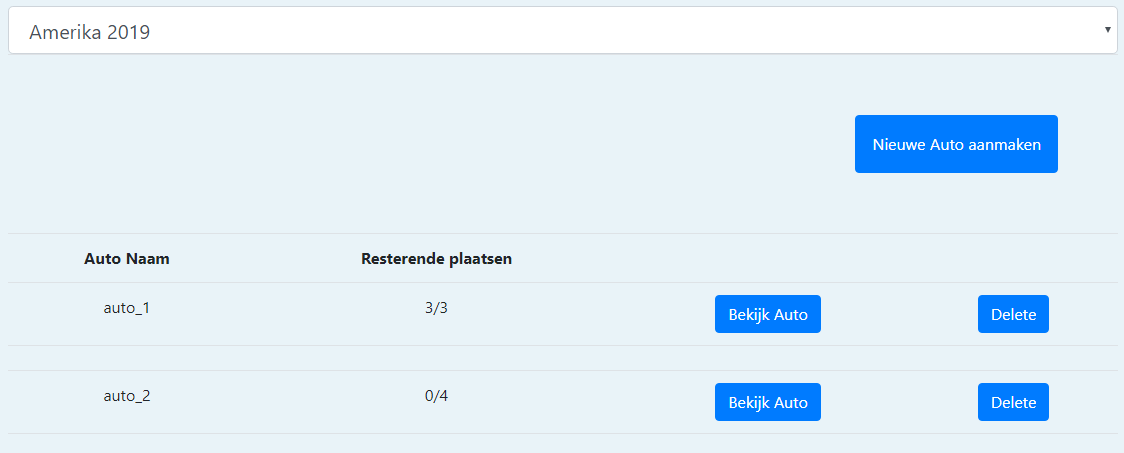 Amerika 2019
Nieuwe Auto aanmaken
Auto Naam Resterende plaatsen
auto_1 3/3 Bekijk Auto Delete
auto_2 0/4 Bekijk Auto Delete